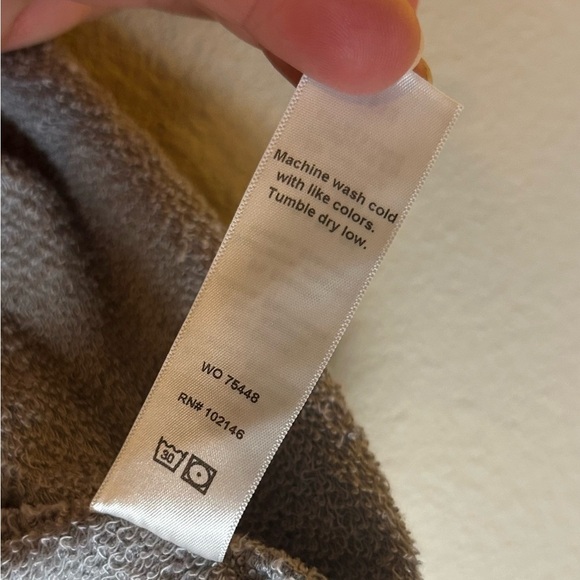 Machine wash cold
with like colors.
Tumble dry low.
WO 75448
RN# 102146
30